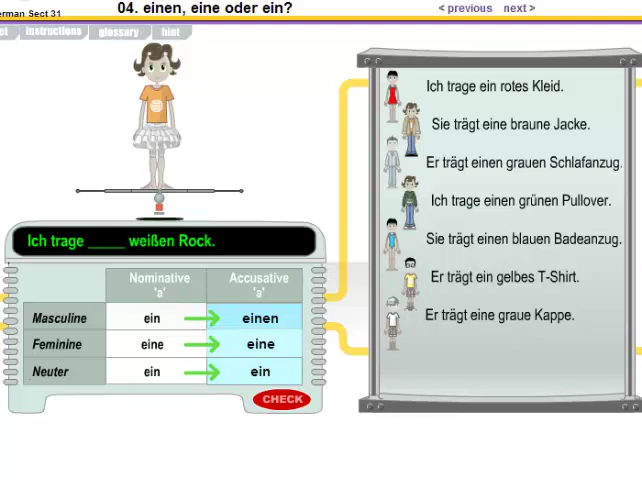 erman Sect 31
04. einen, eine oder ein?
< previous next >
instructions
glossary
hint
Ich trage _____ weißen Rock.
Nominative 'a'
Accusative 'a'
Masculine ein einen
Feminine eine eine
Neuter ein ein
CHECK
Ich trage ein rotes Kleid.
Sie trägt eine braune Jacke.
Er trägt einen grauen Schlafanzug.
Ich trage einen grünen Pullover.
Sie trägt einen blauen Badeanzug.
Er trägt ein gelbes T-Shirt.
Er trägt eine graue Kappe.